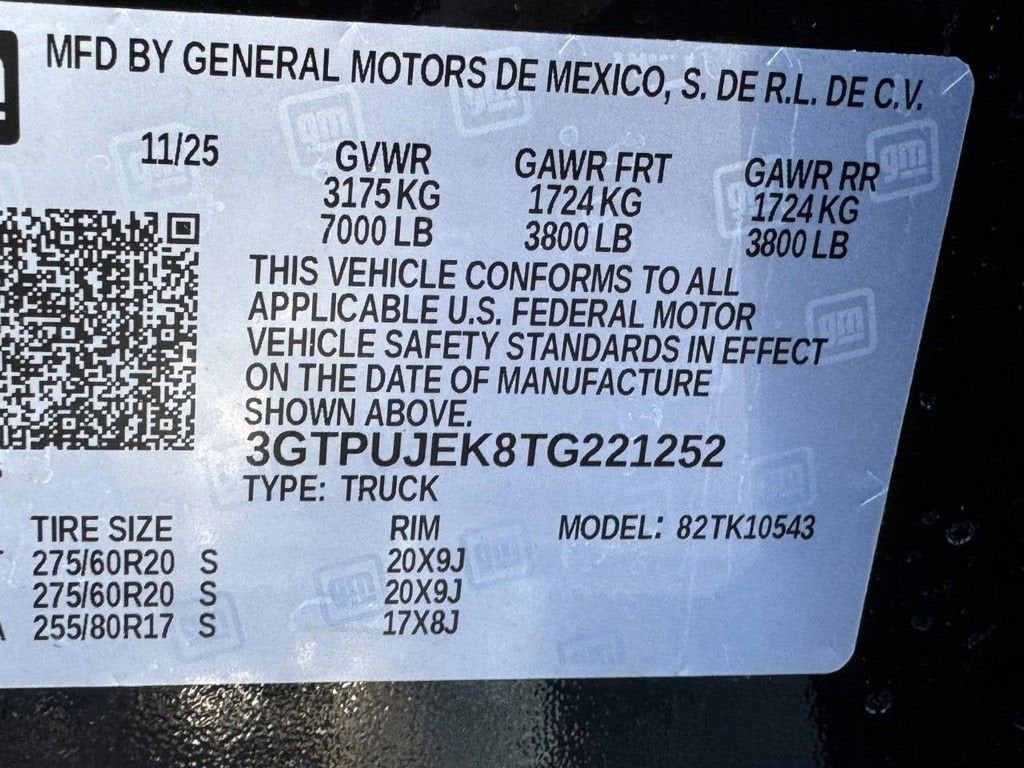 MFD BY GENERAL MOTORS DE MEXICO, S. DE R.L. DE C.V.
11/25 GVWR GAWR FRT GAWR RR
3175 KG 1724 KG 1724 KG
7000 LB 3800 LB 3800 LB
THIS VEHICLE CONFORMS TO ALL
APPLICABLE U.S. FEDERAL MOTOR
VEHICLE SAFETY STANDARDS IN EFFECT
ON THE DATE OF MANUFACTURE
SHOWN ABOVE.
3GTPUJEK8TG221252
TYPE: TRUCK
TIRE SIZE RIM MODEL: 82TK10543
275/60R20 S 20X9J
275/60R20 S 20X9J
255/80R17 S 17X8J